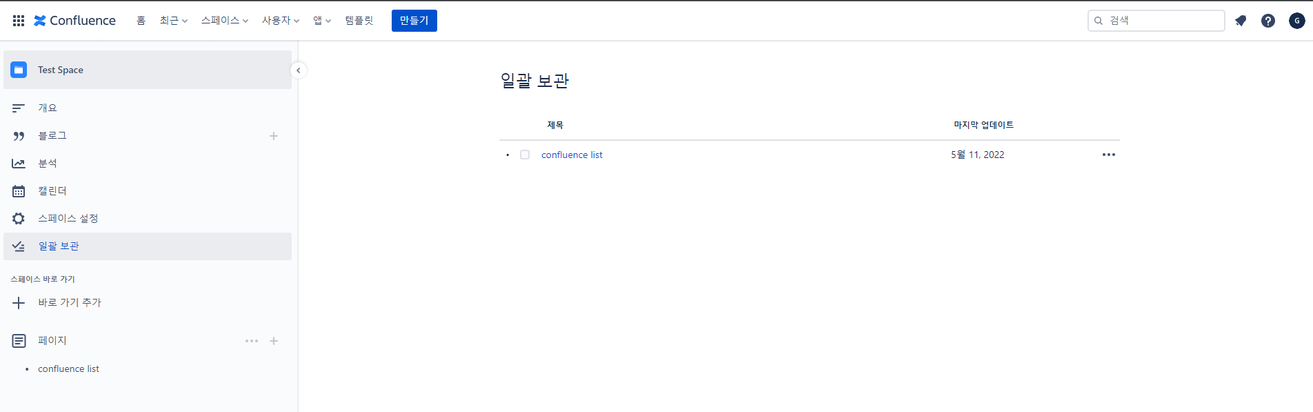 Confluence 홈 최근 스페이스 사용자 앱 템플릿 만들기 검색 G
Test Space
개요
블로그
분석
캘린더
스페이스 설정
일괄 보관
스페이스 바로 가기
바로 가기 추가
페이지
• confluence list
일괄 보관
제목 마지막 업데이트
• confluence list 5월 11, 2022